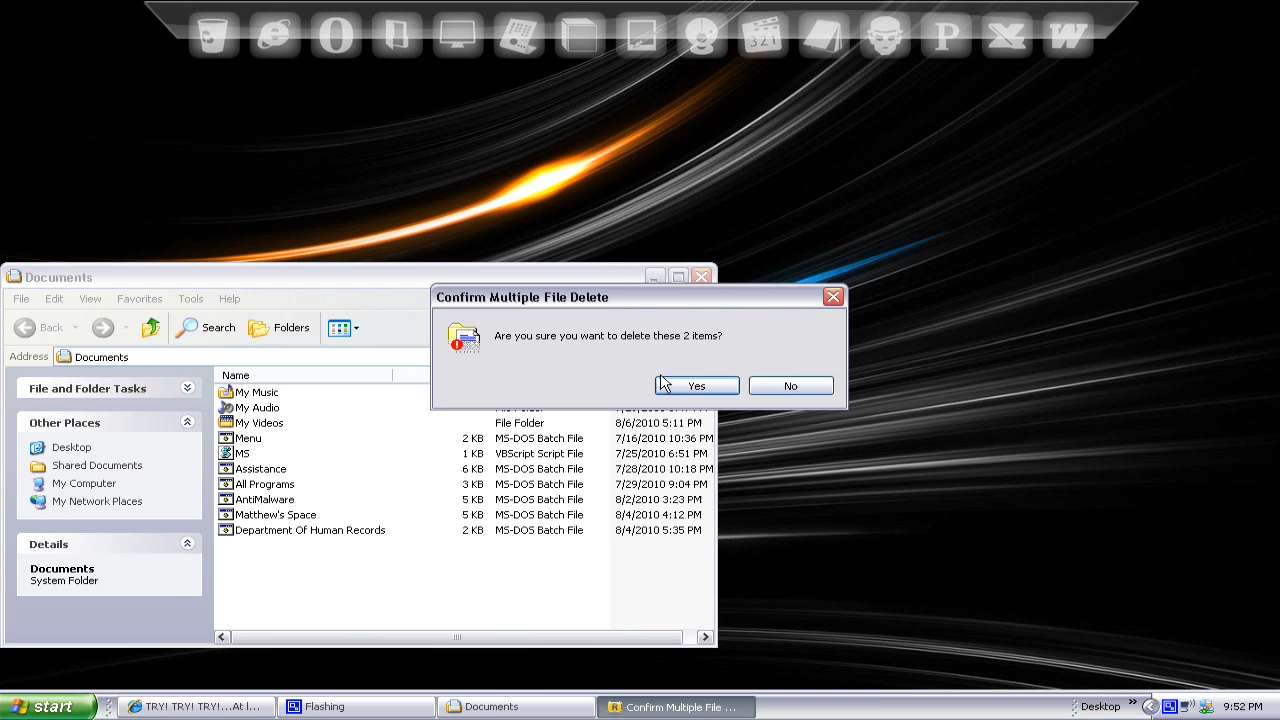 321
P
W
Documents
File Edit View Favorites Tools Help
Back Search Folders
Address Documents
File and Folder Tasks
Other Places
Desktop
Shared Documents
My Computer
My Network Places
Details
Documents
System Folder
Name
My Music
My Audio
My Videos File Folder 8/6/2010 5:11 PM
Menu 2 KB MS-DOS Batch File 7/16/2010 10:36 PM
MS 1 KB VBScript Script File 7/25/2010 6:51 PM
Assistance 6 KB MS-DOS Batch File 7/28/2010 10:18 PM
All Programs 3 KB MS-DOS Batch File 7/29/2010 9:04 PM
AntiMalware 5 KB MS-DOS Batch File 8/2/2010 3:23 PM
Matthew's Space 5 KB MS-DOS Batch File 8/4/2010 4:12 PM
Department Of Human Records 2 KB MS-DOS Batch File 8/4/2010 5:35 PM
Confirm Multiple File Delete
Are you sure you want to delete these 2 items?
Yes No
start TRY! TRY! TRY!...At l... Flashing Documents Confirm Multiple File ... Desktop 9:52 PM